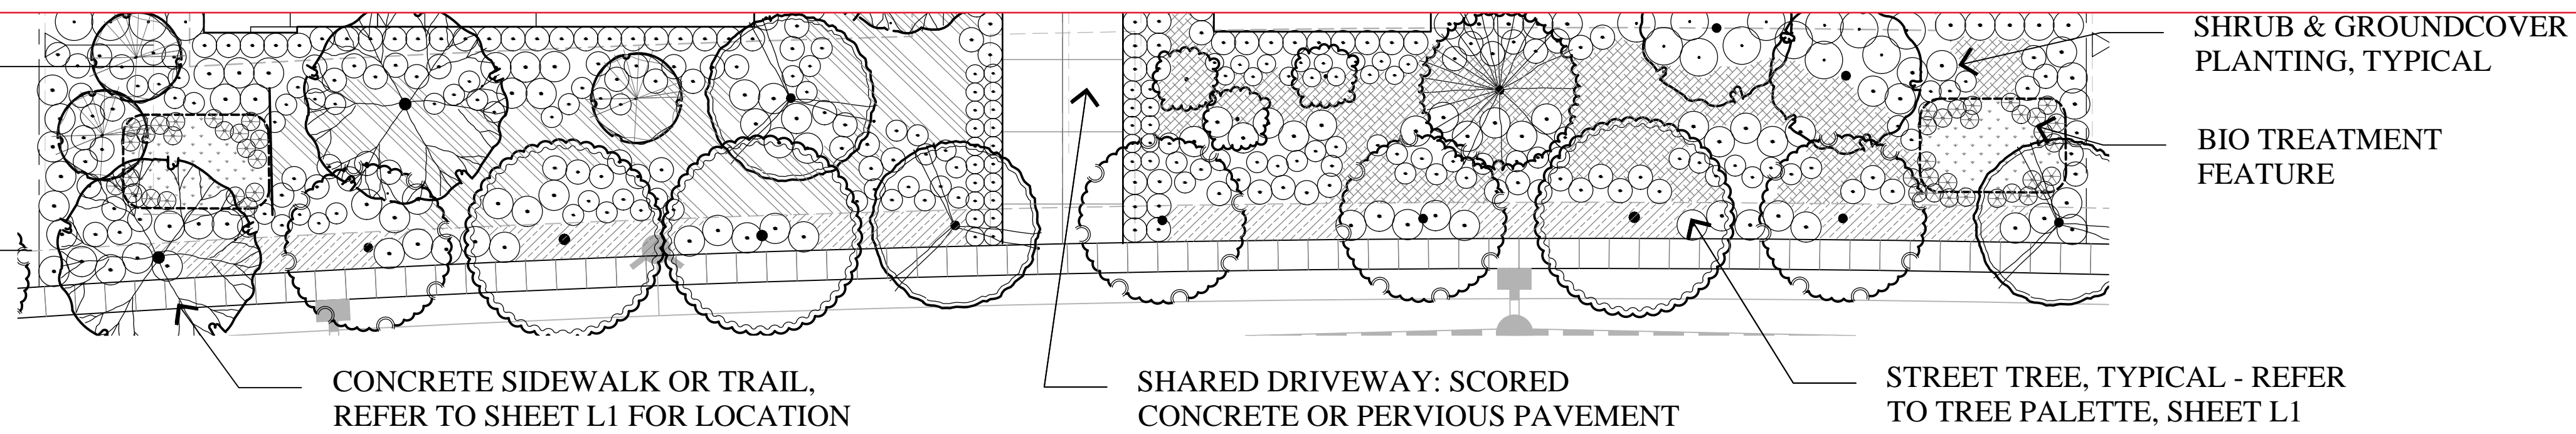 SHRUB & GROUNDCOVER
PLANTING, TYPICAL
BIO TREATMENT
FEATURE
CONCRETE SIDEWALK OR TRAIL,
REFER TO SHEET L1 FOR LOCATION
SHARED DRIVEWAY: SCORED
CONCRETE OR PERVIOUS PAVEMENT
STREET TREE, TYPICAL - REFER
TO TREE PALETTE, SHEET L1